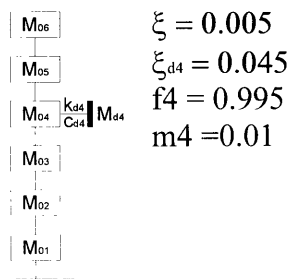 M06
M05
M04 kd4 Cd4 Md4
M03
M02
M01
ξ = 0.005
ξd4 = 0.045
f4 = 0.995
m4 =0.01